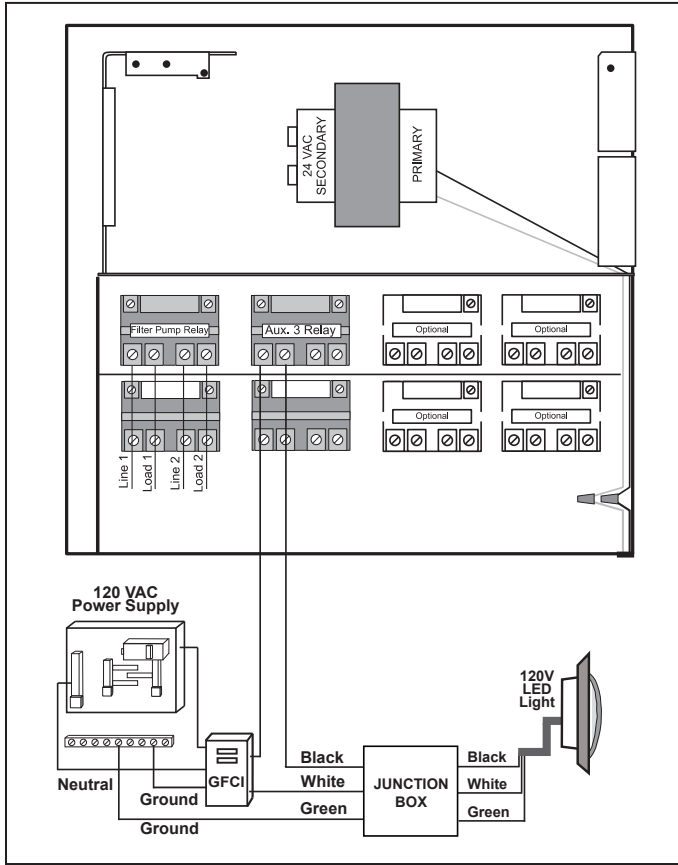 24 VAC
SECONDARY
PRIMARY
Filter Pump Relay
Aux. 3 Relay
Optional
Optional
Optional
Optional
Line 1
Load 1
Line 2
Load 2
120 VAC
Power Supply
120V
LED
Light
GFCI
Neutral
Ground
Ground
Black
White
Green
JUNCTION
BOX
Black
White
Green